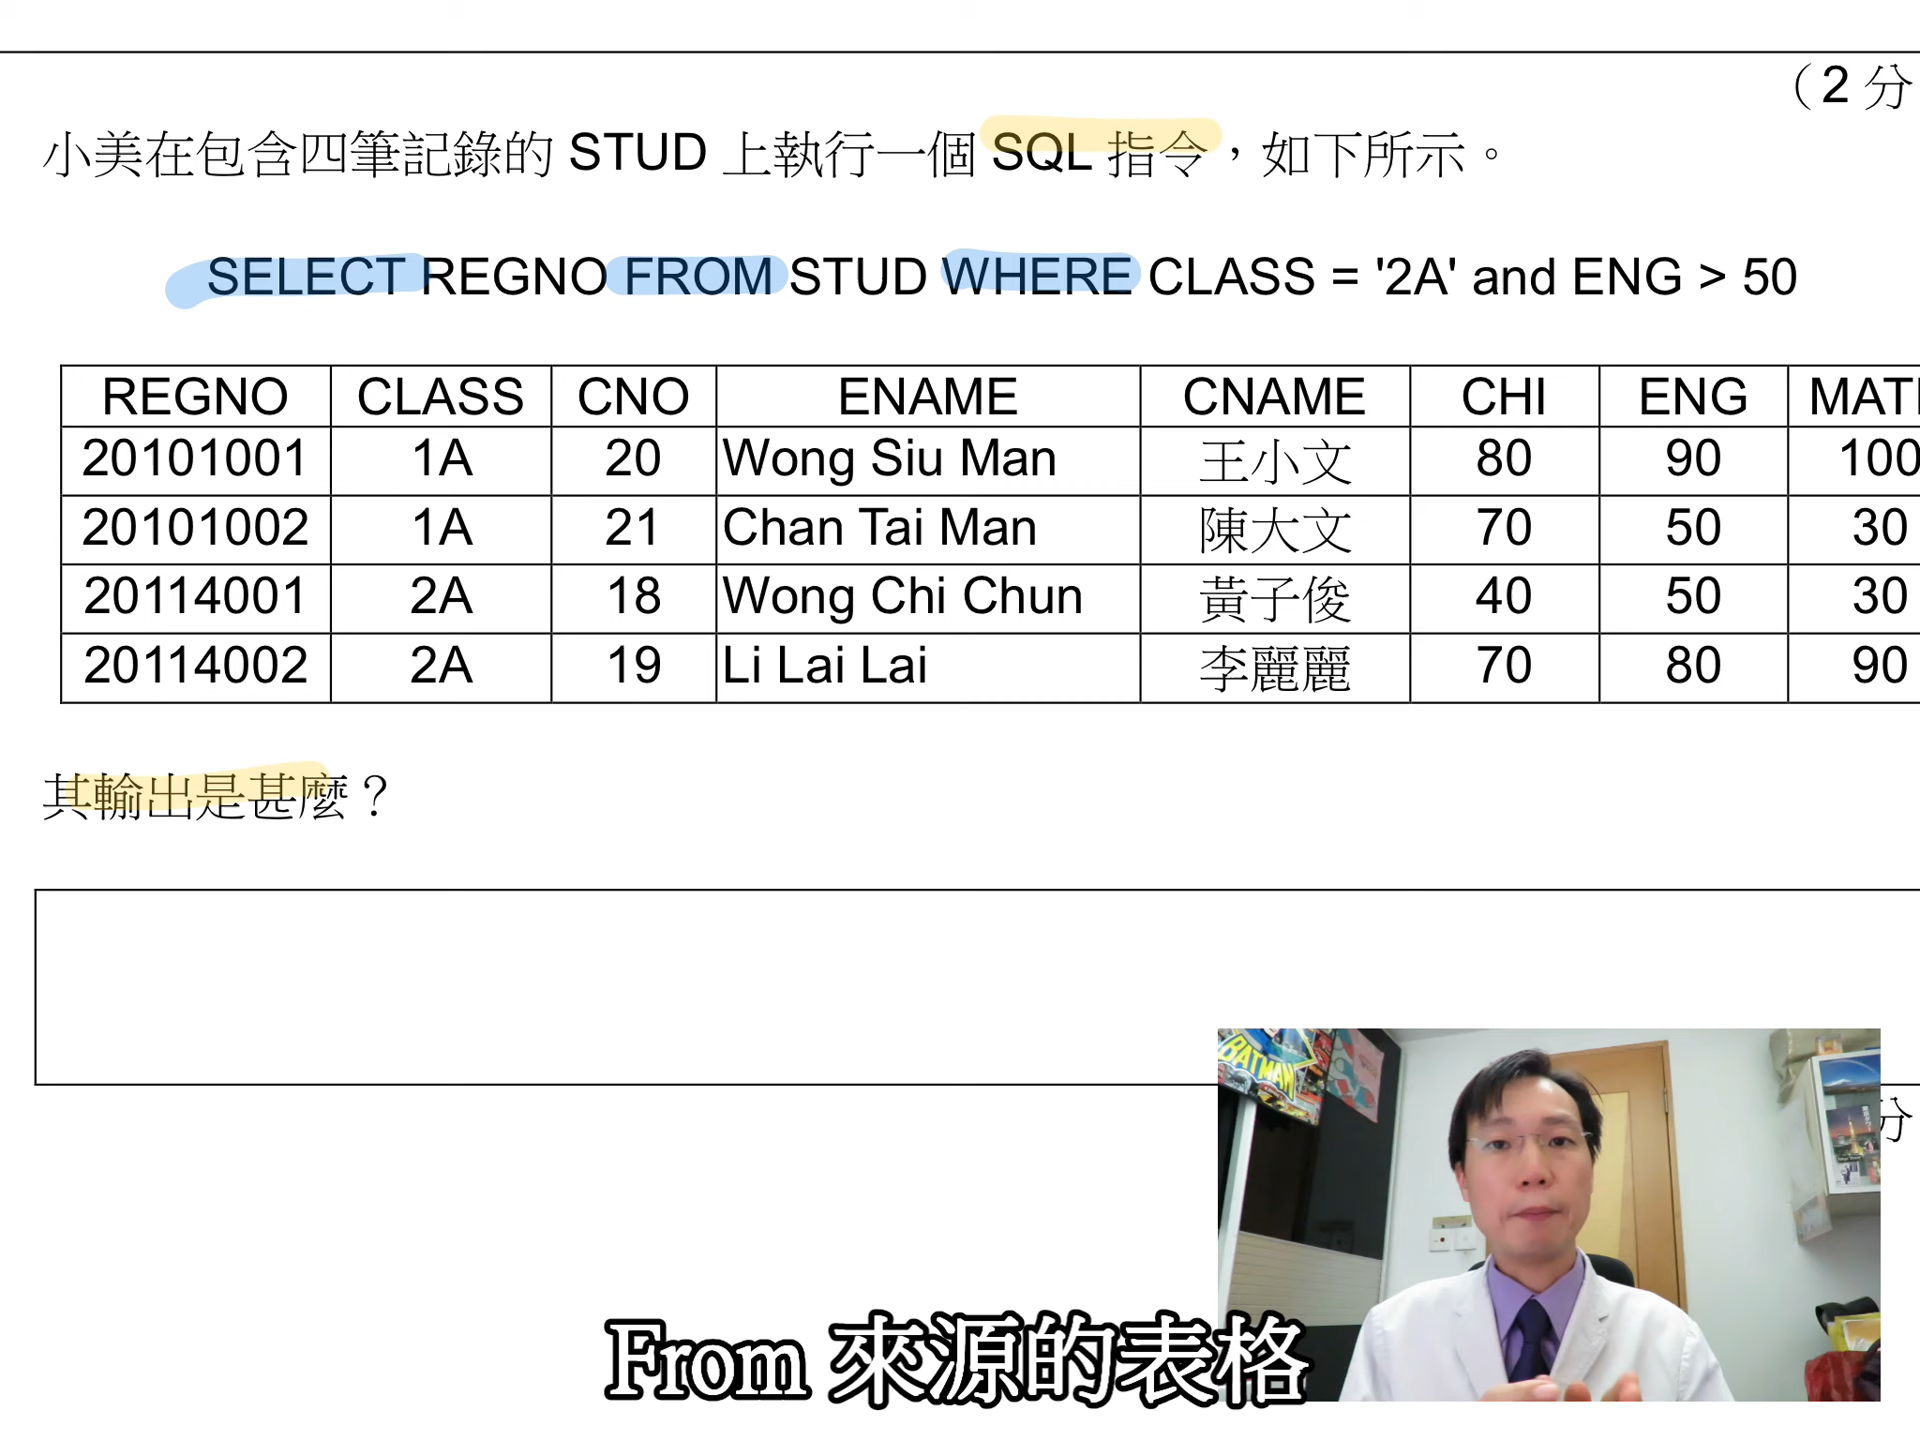 （2 分
小美在包含四筆記錄的 STUD 上執行一個 SQL 指令，如下所示。
SELECT REGNO FROM STUD WHERE CLASS = '2A' and ENG > 50
REGNO CLASS CNO ENAME CNAME CHI ENG MATH
20101001 1A 20 Wong Siu Man 王小文 80 90 100
20101002 1A 21 Chan Tai Man 陳大文 70 50 30
20114001 2A 18 Wong Chi Chun 黃子俊 40 50 30
20114002 2A 19 Li Lai Lai 李麗麗 70 80 90
其輸出是甚麼？
BATMAN
分
From 來源的表格